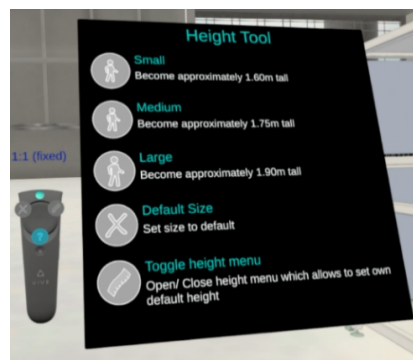 Height Tool
Small
Become approximately 1.60m tall
Medium
Become approximately 1.75m tall
1:1 (fixed)
Large
Become approximately 1.90m tall
Default Size
Set size to default
?
Toggle height menu
Open/ Close height menu which allows to set own
default height
VIVE